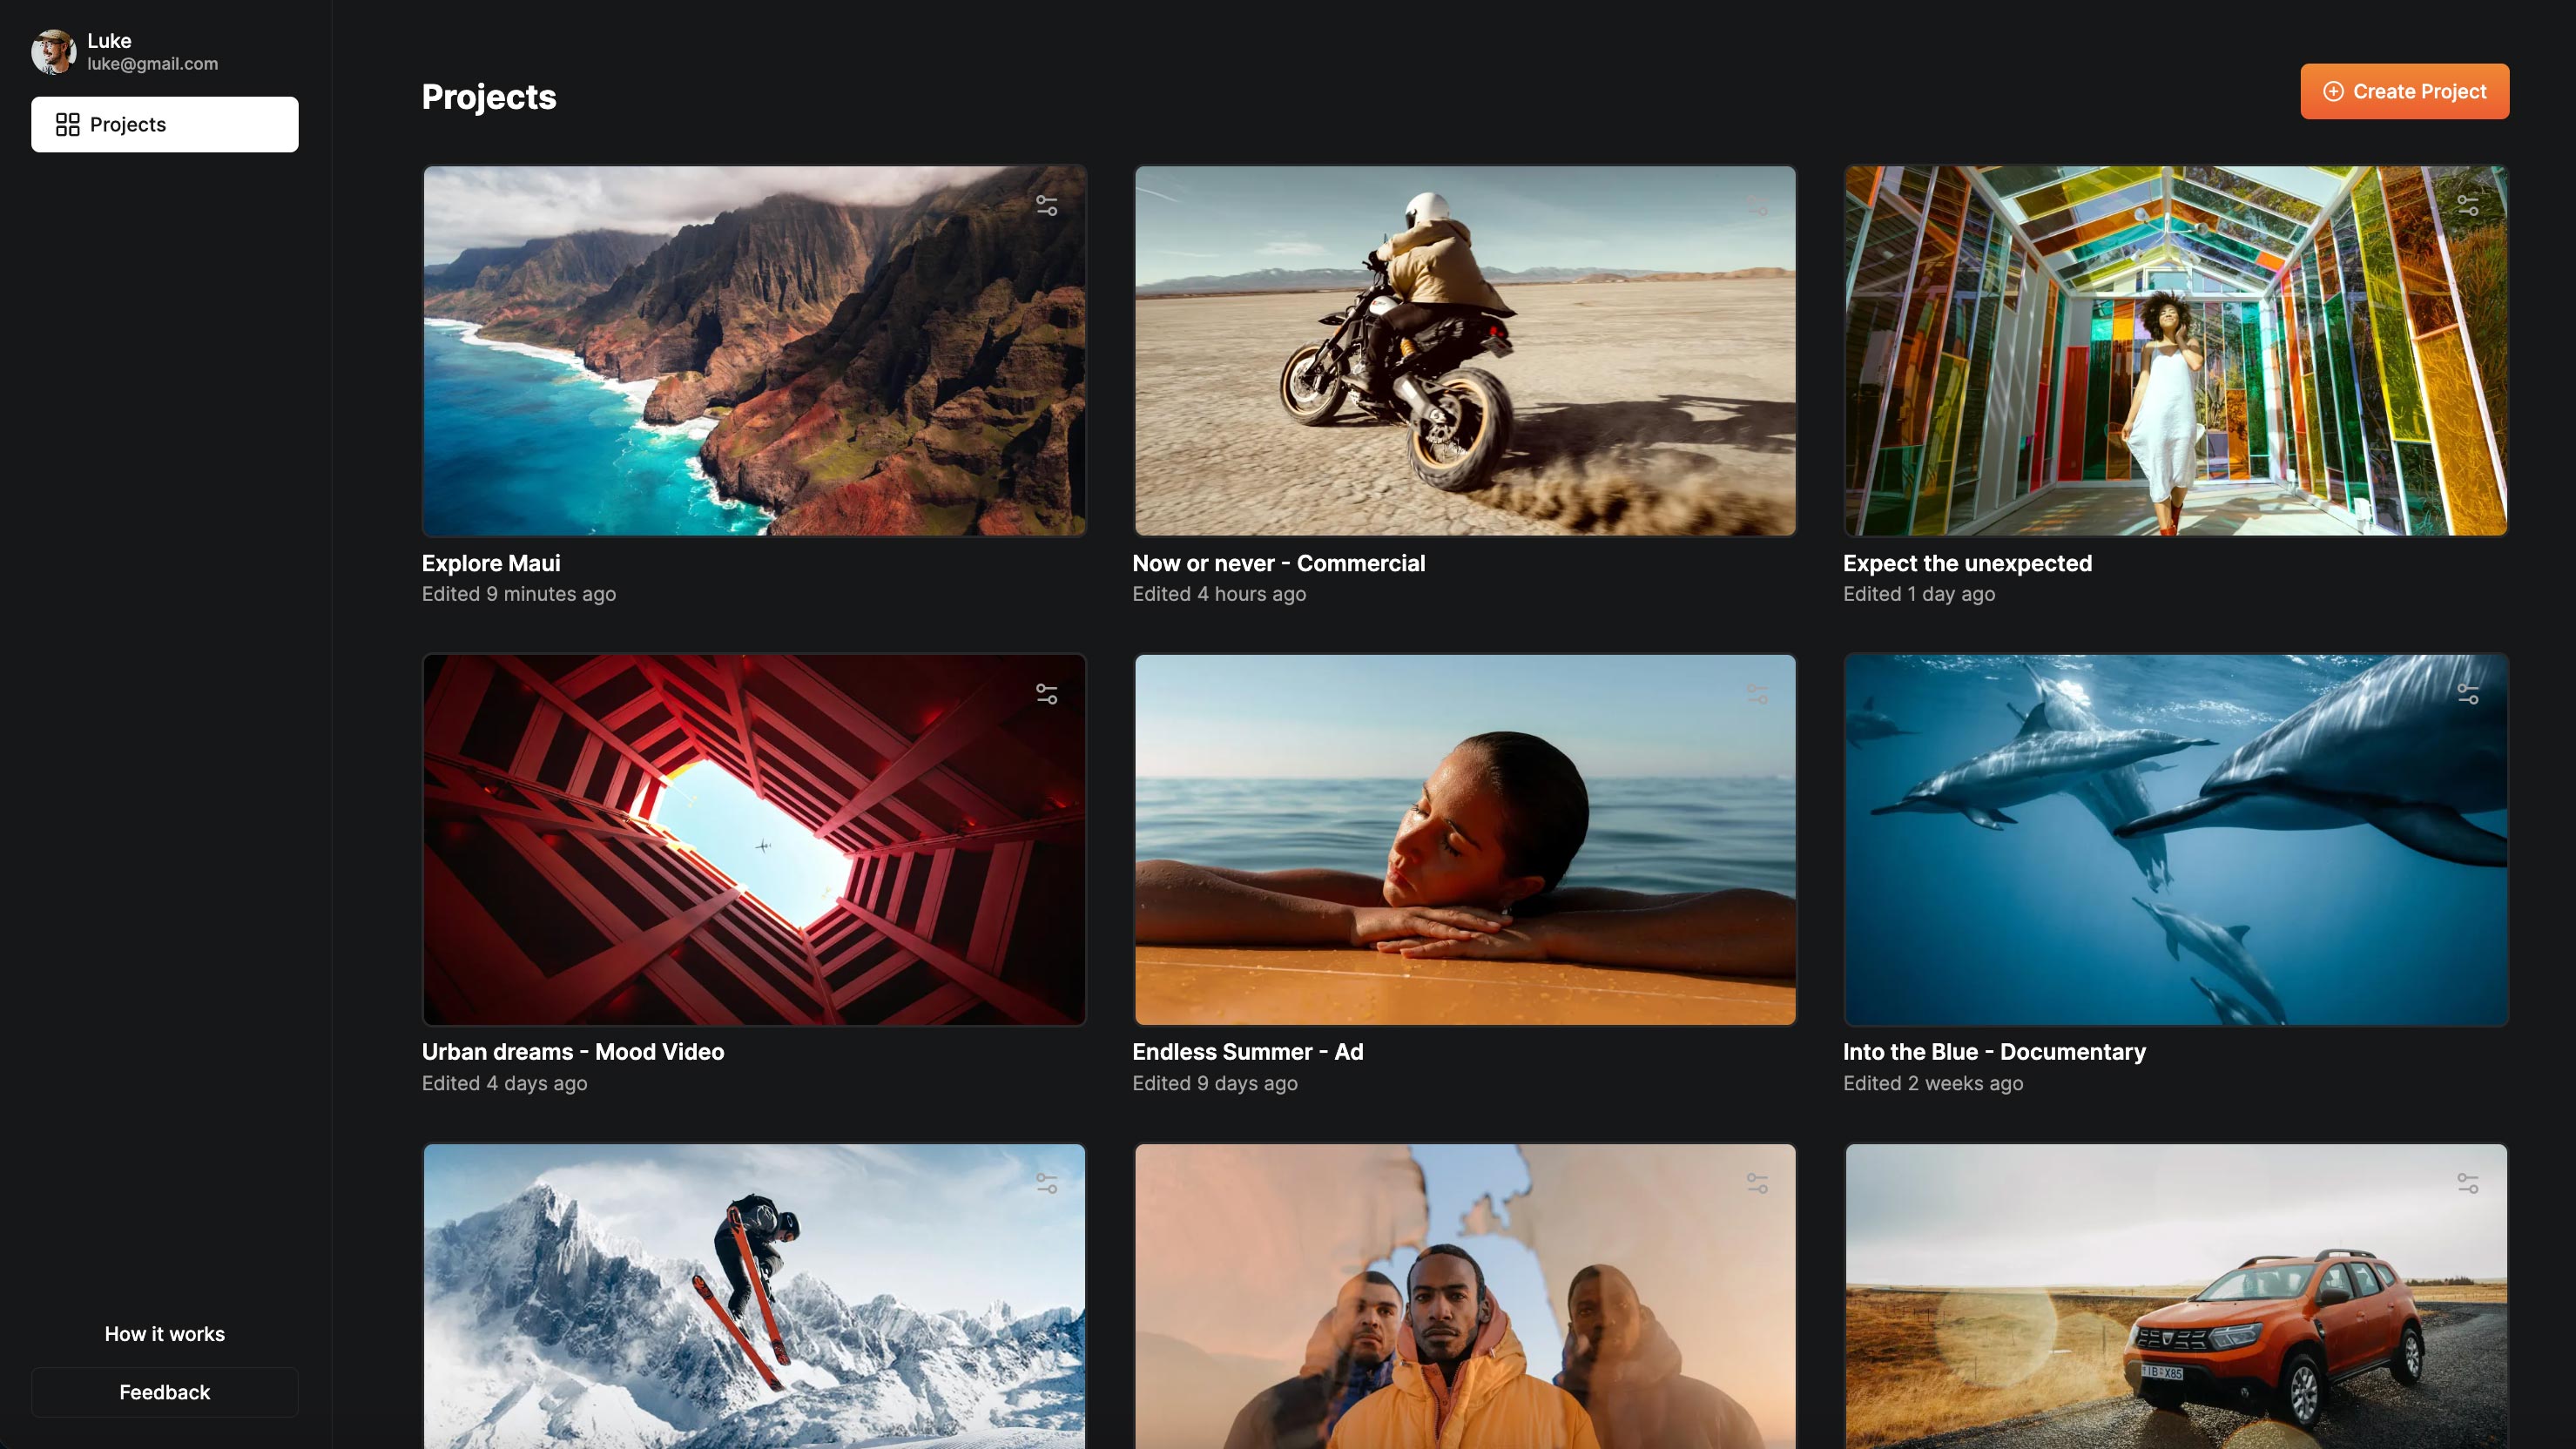 Luke
luke@gmail.com
Projects
Projects
Create Project
Explore Maui
Edited 9 minutes ago
Now or never - Commercial
Edited 4 hours ago
Expect the unexpected
Edited 1 day ago
Urban dreams - Mood Video
Edited 4 days ago
Endless Summer - Ad
Edited 9 days ago
Into the Blue - Documentary
Edited 2 weeks ago
How it works
Feedback